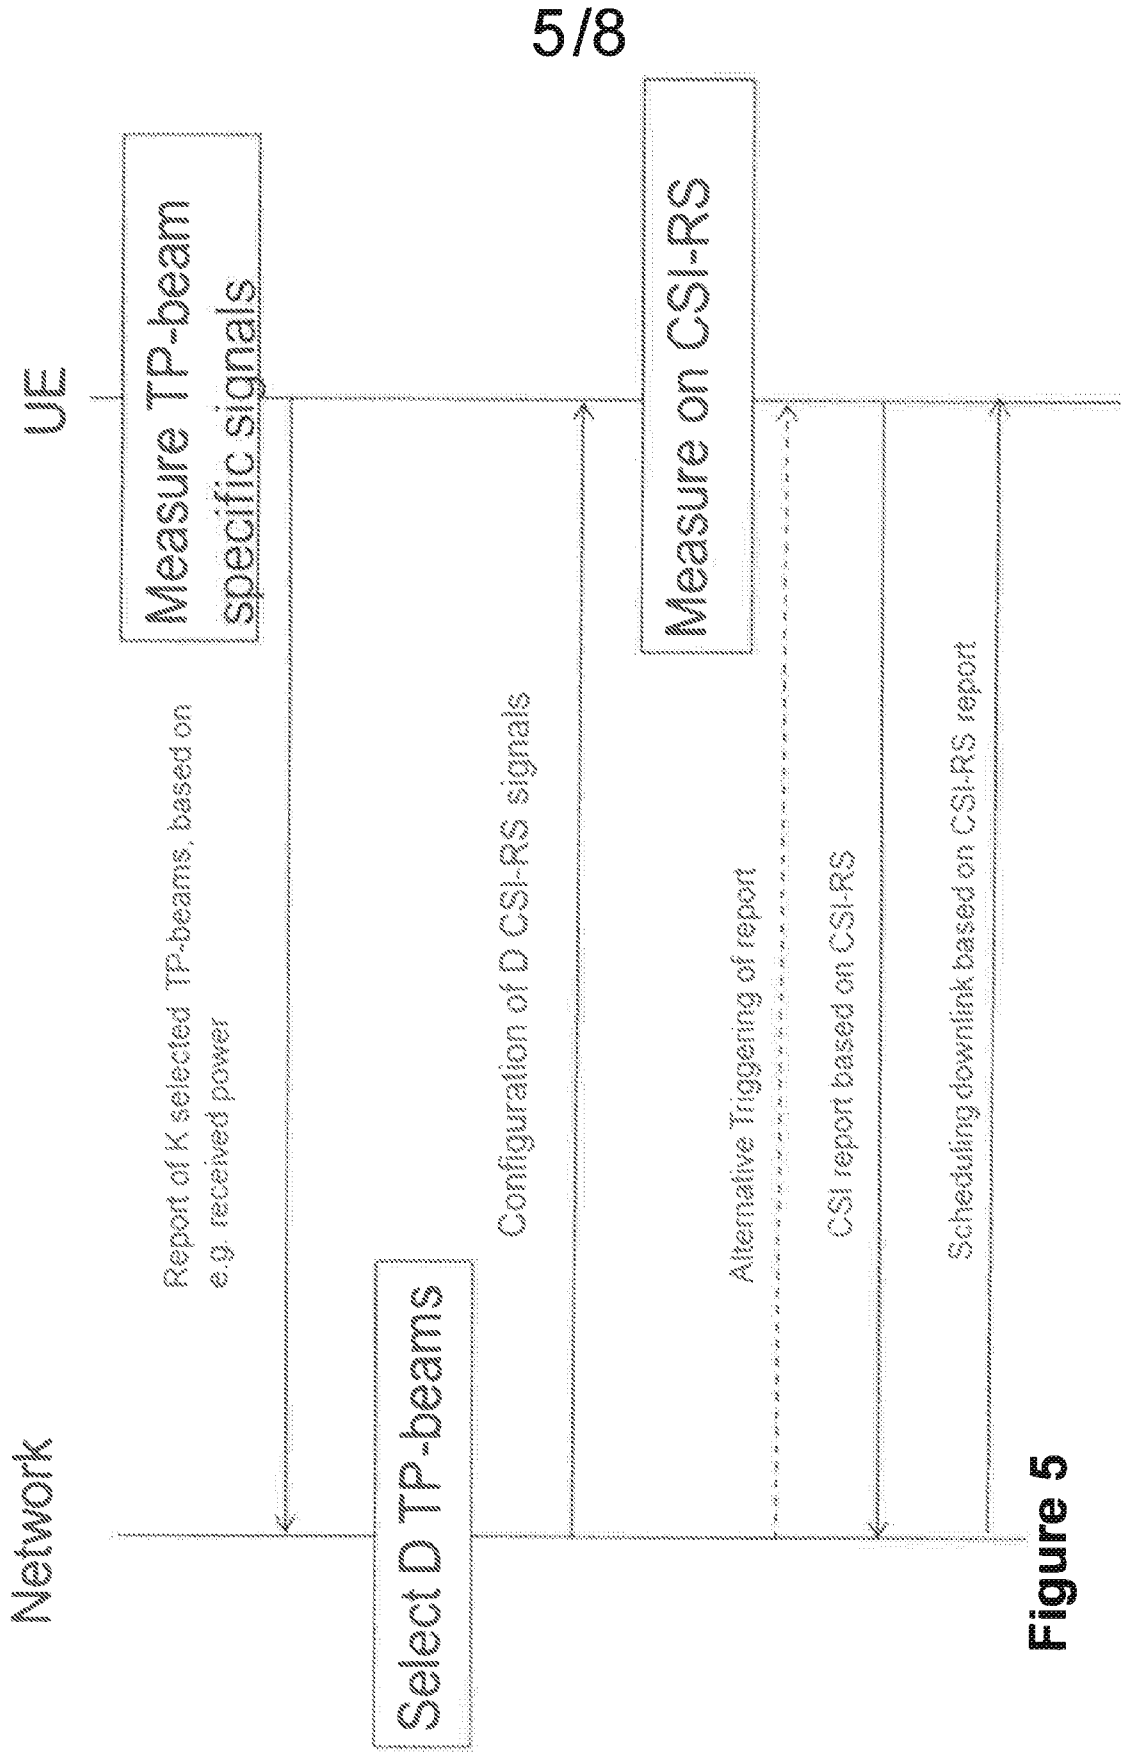 5/8
Network
UE
Measure TP-beam
specific signals
Report of K selected TP-beams, based on
e.g. received power
Select D TP-beams
Configuration of D CSI-RS signals
Measure on CSI-RS
Alternative Triggering of report
CSI report based on CSI-RS
Scheduling downlink based on CSI-RS report
Figure 5